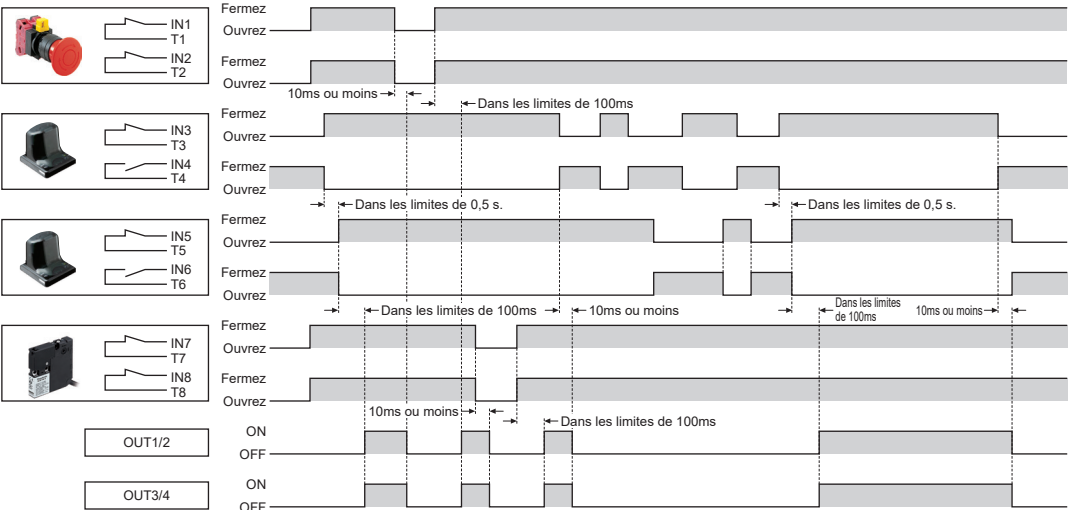 Fermez
IN1
T1
Ouvrez
IN2
T2
Fermez
Ouvrez
10ms ou moins
Dans les limites de 100ms
Fermez
IN3
T3
Ouvrez
IN4
T4
Fermez
Ouvrez
Dans les limites de 0,5 s.
Dans les limites de 0,5 s.
Fermez
IN5
T5
Ouvrez
IN6
T6
Fermez
Ouvrez
Dans les limites de 100ms
10ms ou moins
Dans les limites
de 100ms
10ms ou moins
Fermez
IN7
T7
Ouvrez
IN8
T8
Fermez
Ouvrez
10ms ou moins
Dans les limites de 100ms
OUT1/2
ON
OFF
OUT3/4
ON
OFF